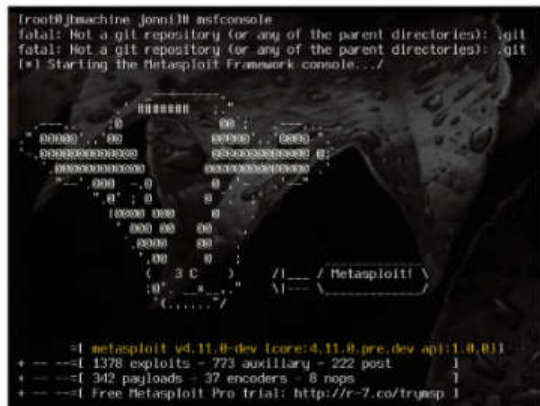 [root@jbmachine jonni]# msfconsole
fatal: Not a git repository (or any of the parent directories): .git
fatal: Not a git repository (or any of the parent directories): .git
[*] Starting the Metasploit Framework console.../
( 3 C ) /|___ / Metasploit! \
=[ metasploit v4.11.0-dev [core:4.11.0.pre.dev api:1.0.0]]
+ -- --=[ 1378 exploits - 773 auxiliary - 222 post ]
+ -- --=[ 342 payloads - 37 encoders - 8 nops ]
+ -- --=[ Free Metasploit Pro trial: http://r-7.co/trymsp ]